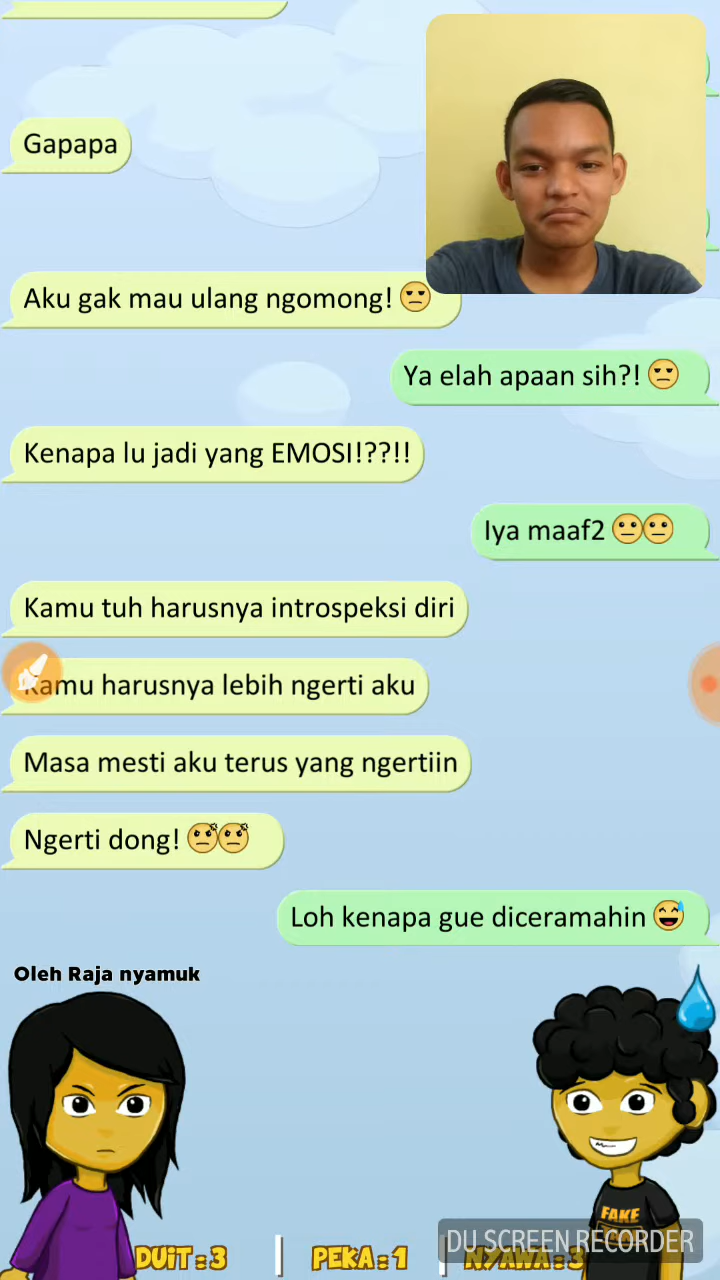 Gapapa
Aku gak mau ulang ngomong! 😒
Ya elah apaan sih?! 😒
Kenapa lu jadi yang EMOSI!??!!
Iya maaf2 😐😐
Kamu tuh harusnya introspeksi diri
Kamu harusnya lebih ngerti aku
Masa mesti aku terus yang ngertiin
Ngerti dong! 😠😠
Loh kenapa gue diceramahin 😅
Oleh Raja nyamuk
FAKE
DUIT : 3 | PEKA : 1 | NYAWA : 3
DU SCREEN RECORDER